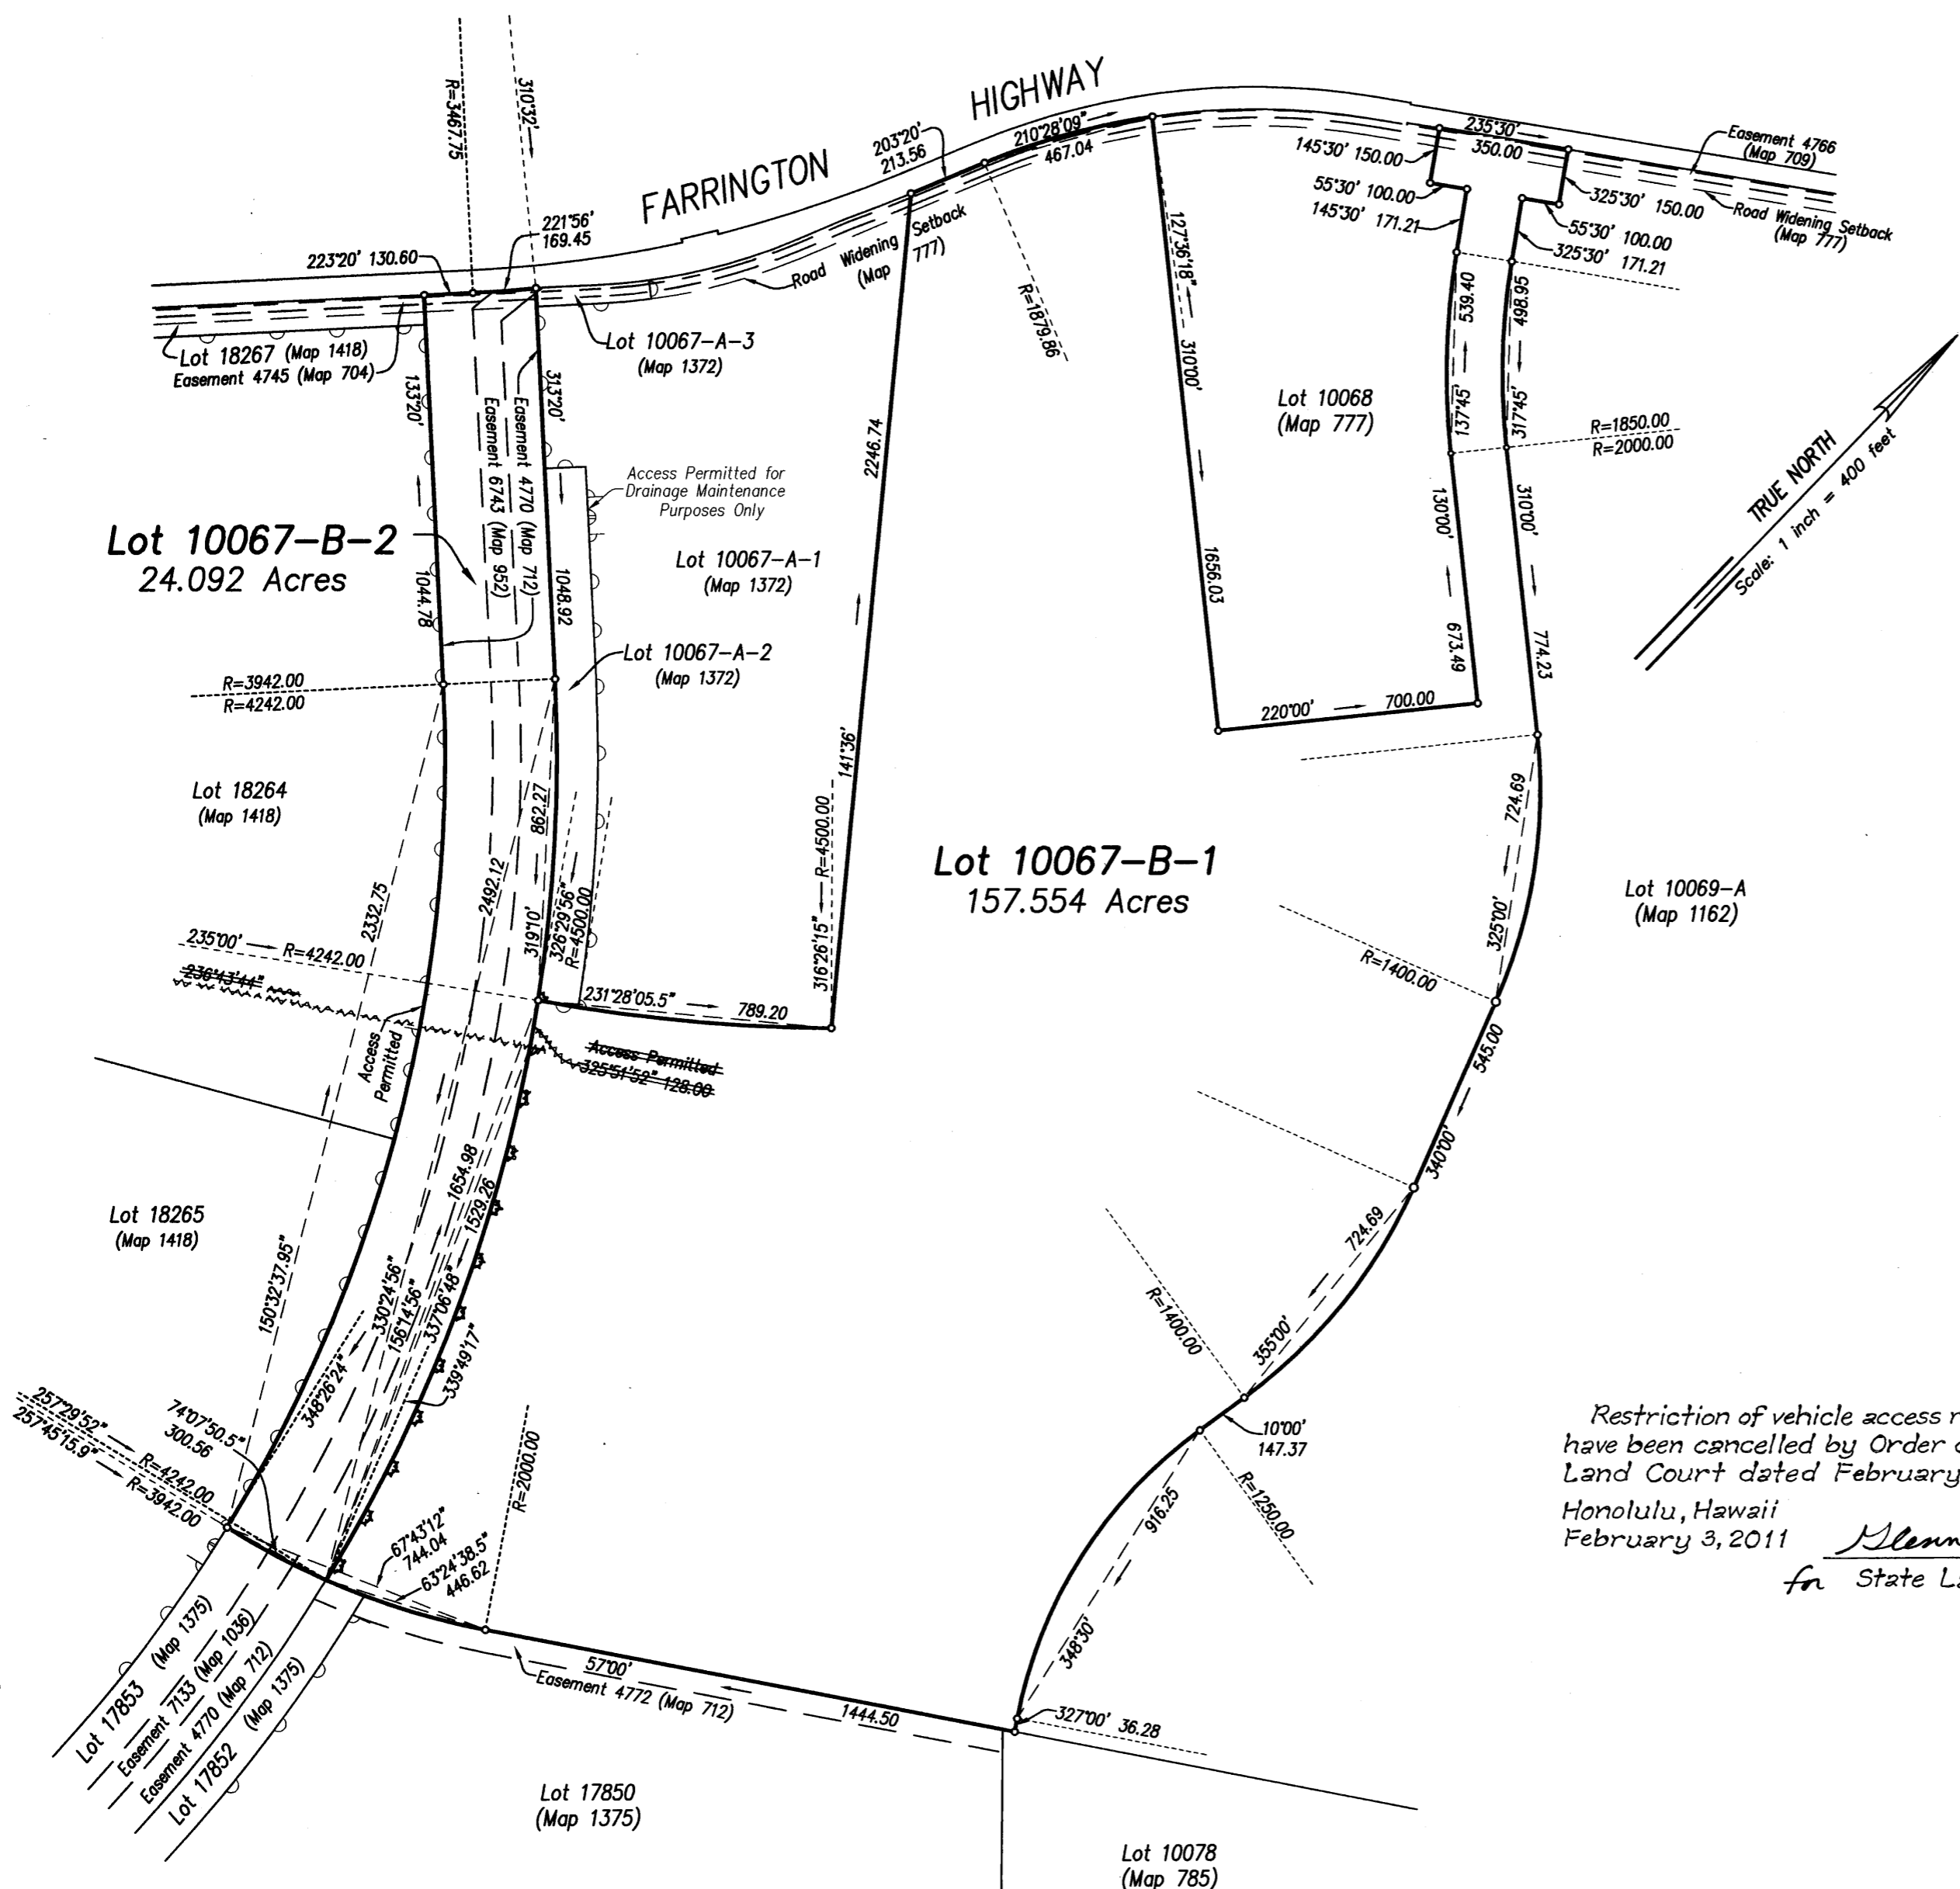 HIGHWAY
FARRINGTON
R=3467.75
310°32'
203°20'
213.56
210°28'09"
467.04
235°30'
350.00
Easement 4766
(Map 709)
145°30' 150.00
55°30' 100.00
145°30' 171.21
325°30' 150.00
Road Widening Setback
(Map 777)
55°30' 100.00
325°30' 171.21
221°56'
169.45
223°20' 130.60
Road Widening Setback
(Map 777)
R=1879.86
127°36'18"
310°00'
1656.03
539.40
137°45'
498.95
317°45'
Lot 18267 (Map 1418)
Easement 4745 (Map 704)
Lot 10067-A-3
(Map 1372)
133°20'
1044.78
Easement 6743 (Map 952)
Easement 4770 (Map 712)
313°20'
1048.92
Access Permitted for
Drainage Maintenance
Purposes Only
2246.74
141°36'
Lot 10068
(Map 777)
R=1850.00
R=2000.00
TRUE NORTH
Scale: 1 inch = 400 feet
130°00'
673.49
310°00'
774.23
Lot 10067-B-2
24.092 Acres
Lot 10067-A-1
(Map 1372)
Lot 10067-A-2
(Map 1372)
R=3942.00
R=4242.00
220°00' 700.00
Lot 18264
(Map 1418)
862.27
319°10'
326°29'56"
R=4500.00
316°26'15"
R=4500.00
2332.75
2492.12
724.69
325°00'
Lot 10067-B-1
157.554 Acres
Lot 10069-A
(Map 1162)
235°00' R=4242.00
236°43'44"
R=1400.00
231°28'05.5" 789.20
Access
Permitted
Access Permitted
325°51'52" 128.00
545.00
340°00'
Lot 18265
(Map 1418)
150°32'37.95"
1654.98
1529.26
330°24'56"
156°14'56"
337°06'48"
339°49'17"
348°26'24"
724.69
355°00'
R=1400.00
257°29'52" R=4242.00
257°45'15.9" R=3942.00
74°07'50.5"
300.56
R=2000.00
67°43'12"
744.04
63°24'38.5"
446.62
10°00'
147.37
R=1250.00
916.25
348°30'
Restriction of vehicle access
have been cancelled by Order
Land Court dated February
Honolulu, Hawaii
February 3, 2011
Glenn
for State
57°00'
1444.50
Easement 4772 (Map 712)
327°00' 36.28
Lot 17853 (Map 1375)
Easement 7133 (Map 1036)
Easement 4770 (Map 712)
Lot 17852 (Map 1375)
Lot 17850
(Map 1375)
Lot 10078
(Map 785)